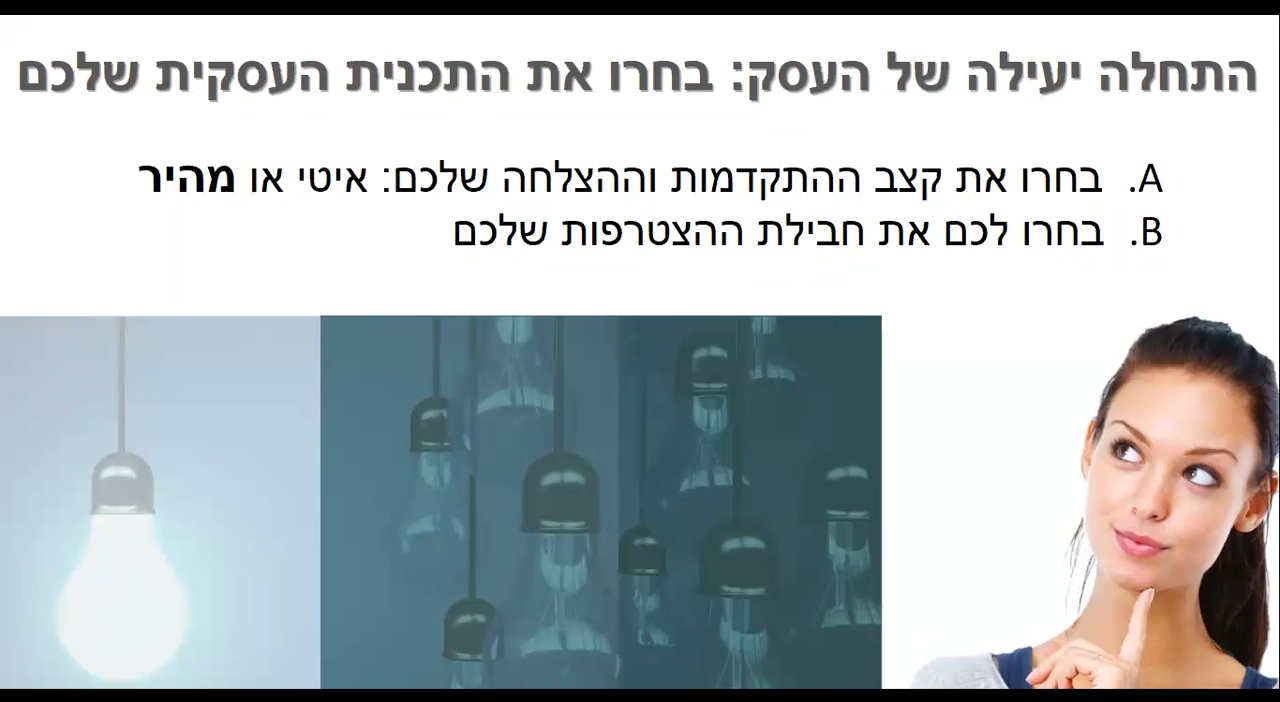 התחלה יעילה של העסק: בחרו את התכנית העסקית שלכם
A. בחרו את קצב ההתקדמות וההצלחה שלכם: איטי או מהיר
B. בחרו לכם את חבילת ההצטרפות שלכם